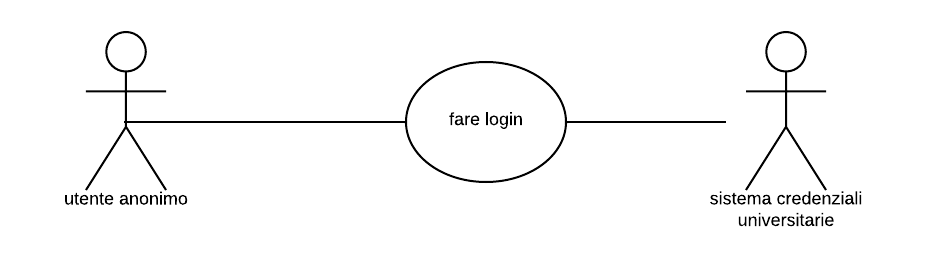 fare login
utente anonimo
sistema credenziali
universitarie